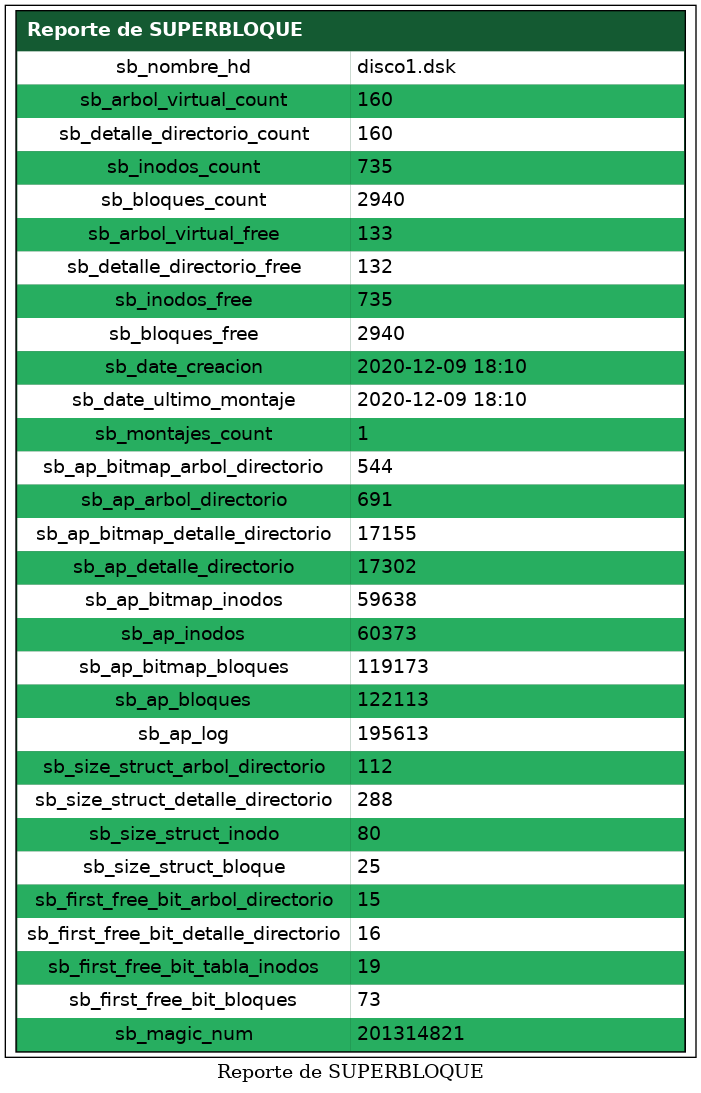 Reporte de SUPERBLOQUE
sb_nombre_hd disco1.dsk
sb_arbol_virtual_count 160
sb_detalle_directorio_count 160
sb_inodos_count 735
sb_bloques_count 2940
sb_arbol_virtual_free 133
sb_detalle_directorio_free 132
sb_inodos_free 735
sb_bloques_free 2940
sb_date_creacion 2020-12-09 18:10
sb_date_ultimo_montaje 2020-12-09 18:10
sb_montajes_count 1
sb_ap_bitmap_arbol_directorio 544
sb_ap_arbol_directorio 691
sb_ap_bitmap_detalle_directorio 17155
sb_ap_detalle_directorio 17302
sb_ap_bitmap_inodos 59638
sb_ap_inodos 60373
sb_ap_bitmap_bloques 119173
sb_ap_bloques 122113
sb_ap_log 195613
sb_size_struct_arbol_directorio 112
sb_size_struct_detalle_directorio 288
sb_size_struct_inodo 80
sb_size_struct_bloque 25
sb_first_free_bit_arbol_directorio 15
sb_first_free_bit_detalle_directorio 16
sb_first_free_bit_tabla_inodos 19
sb_first_free_bit_bloques 73
sb_magic_num 201314821
Reporte de SUPERBLOQUE